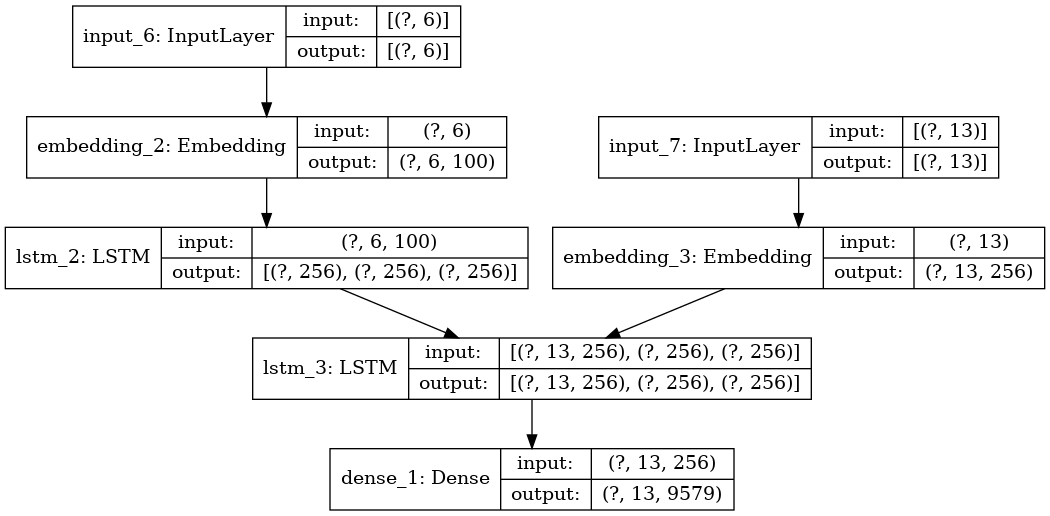 input_6: InputLayer
input: [(?, 6)]
output: [(?, 6)]
embedding_2: Embedding
input: (?, 6)
output: (?, 6, 100)
input_7: InputLayer
input: [(?, 13)]
output: [(?, 13)]
lstm_2: LSTM
input: (?, 6, 100)
output: [(?, 256), (?, 256), (?, 256)]
embedding_3: Embedding
input: (?, 13)
output: (?, 13, 256)
lstm_3: LSTM
input: [(?, 13, 256), (?, 256), (?, 256)]
output: [(?, 13, 256), (?, 256), (?, 256)]
dense_1: Dense
input: (?, 13, 256)
output: (?, 13, 9579)